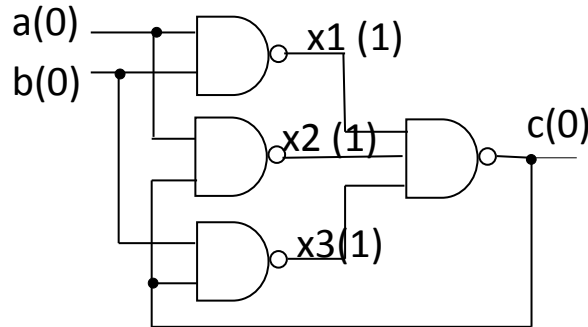 a(0)
x1 (1)
b(0)
c(0)
x2 (1)
x3(1)